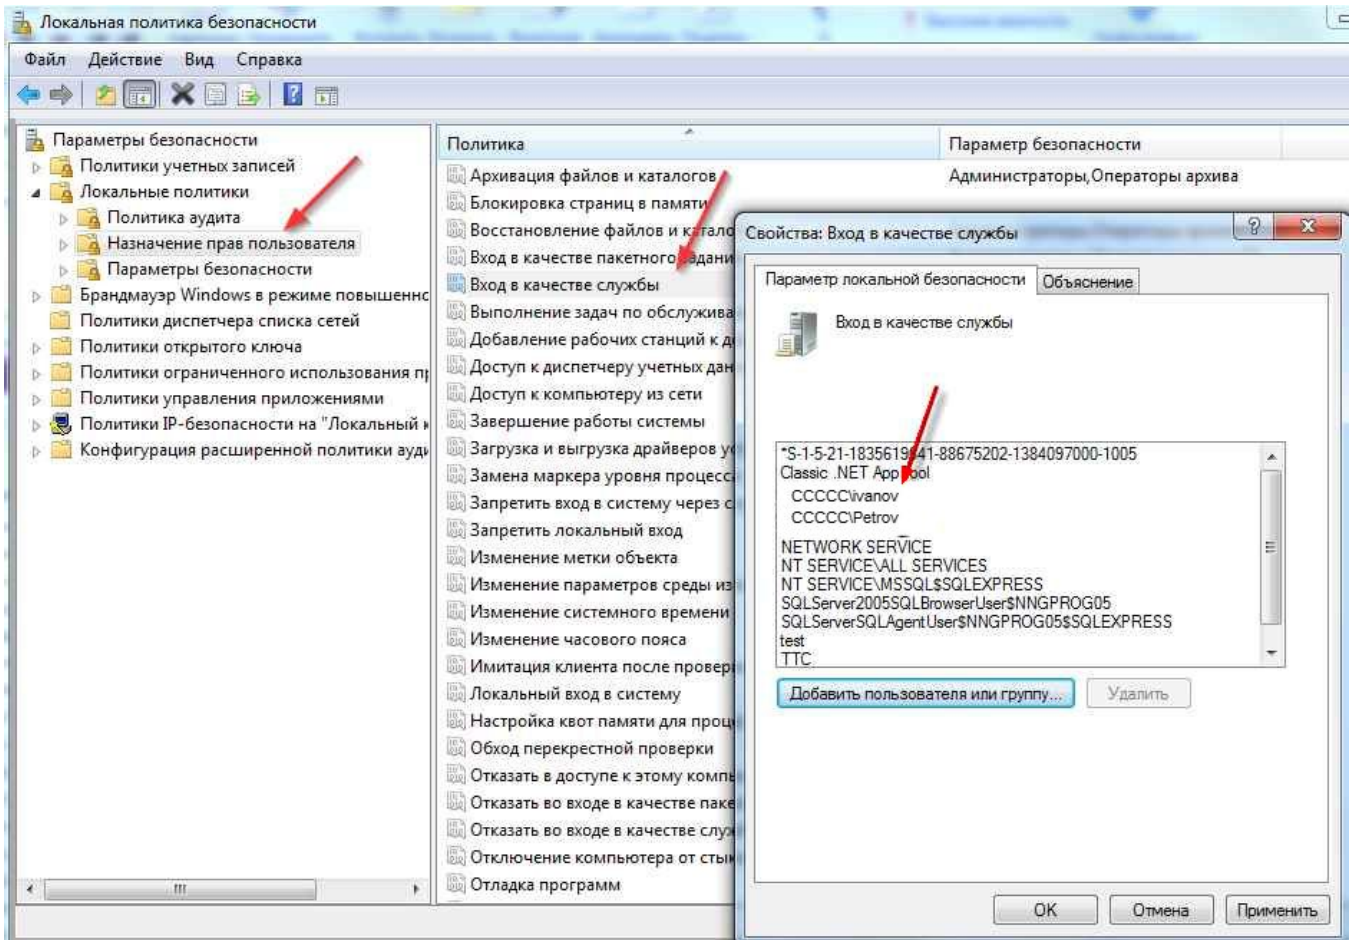 Локальная политика безопасности
Файл Действие Вид Справка
Параметры безопасности
Политики учетных записей
Локальные политики
Политика аудита
Назначение прав пользователя
Параметры безопасности
Брандмауэр Windows в режиме повышенно
Политики диспетчера списка сетей
Политики открытого ключа
Политики ограниченного использования пр
Политики управления приложениями
Политики IP-безопасности на "Локальный к
Конфигурация расширенной политики ауди
Политика Параметр безопасности
Архивация файлов и каталогов Администраторы,Операторы архива
Блокировка страниц в памяти
Восстановление файлов и катало
Вход в качестве пакетного задани
Вход в качестве службы
Выполнение задач по обслужива
Добавление рабочих станций к д
Доступ к диспетчеру учетных дан
Доступ к компьютеру из сети
Завершение работы системы
Загрузка и выгрузка драйверов ус
Замена маркера уровня процесса
Запретить вход в систему через с
Запретить локальный вход
Изменение метки объекта
Изменение параметров среды из
Изменение системного времени
Изменение часового пояса
Имитация клиента после провер
Локальный вход в систему
Настройка квот памяти для проц
Обход перекрестной проверки
Отказать в доступе к этому компь
Отказать во входе в качестве паке
Отказать во входе в качестве служ
Отключение компьютера от стык
Отладка программ
Свойства: Вход в качестве службы
Параметр локальной безопасности Объяснение
Вход в качестве службы
*S-1-5-21-1835619841-88675202-1384097000-1005
Classic .NET AppPool
CCCCC\ivanov
CCCCC\Petrov
NETWORK SERVICE
NT SERVICE\ALL SERVICES
NT SERVICE\MSSQL$SQLEXPRESS
SQLServer2005SQLBrowserUser$NNGPROG05
SQLServerSQLAgentUser$NNGPROG05$SQLEXPRESS
test
TTC
Добавить пользователя или группу... Удалить
OK Отмена Применить